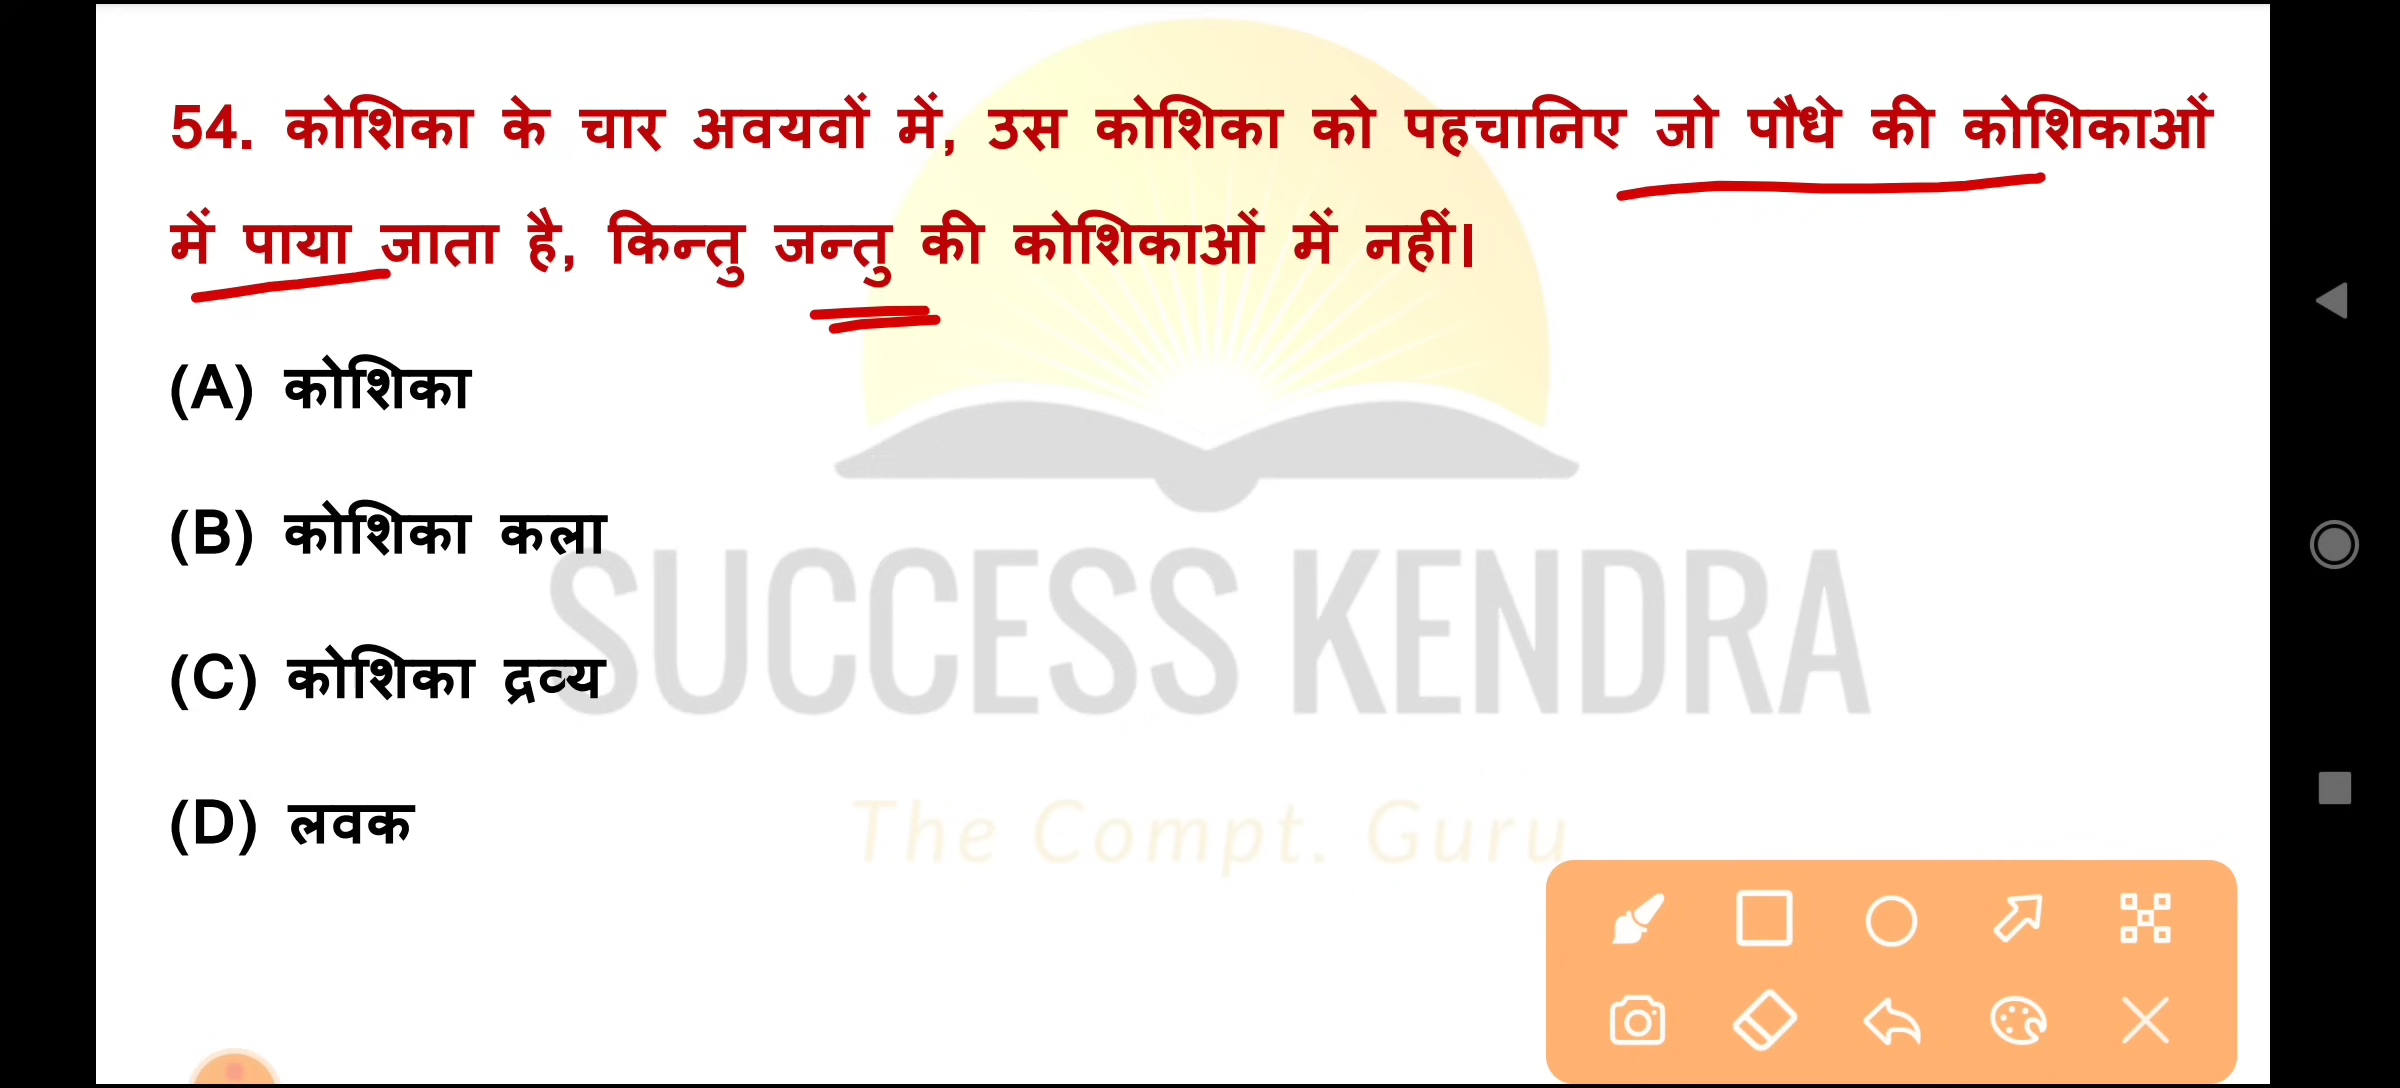 54. कोशिका के चार अवयवों में, उस कोशिका को पहचानिए जो पौधे की कोशिकाओं
में पाया जाता है, किन्तु जन्तु की कोशिकाओं में नहीं।
(A) कोशिका
(B) कोशिका कला
(C) कोशिका द्रव्य
(D) लवक
SUCCESS KENDRA
The Compt. Guru